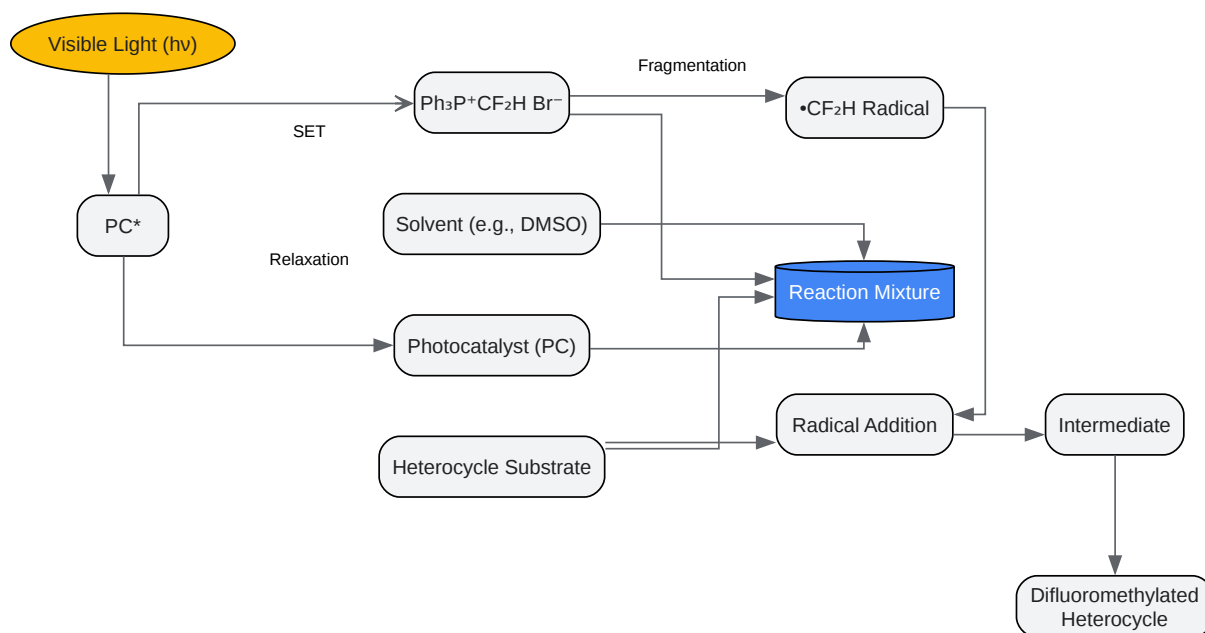 Visible Light (hν)
Fragmentation
Ph₃P⁺CF₂H Br⁻
•CF₂H Radical
SET
PC*
Solvent (e.g., DMSO)
Relaxation
Reaction Mixture
Photocatalyst (PC)
Radical Addition
Intermediate
Heterocycle Substrate
Difluoromethylated
Heterocycle